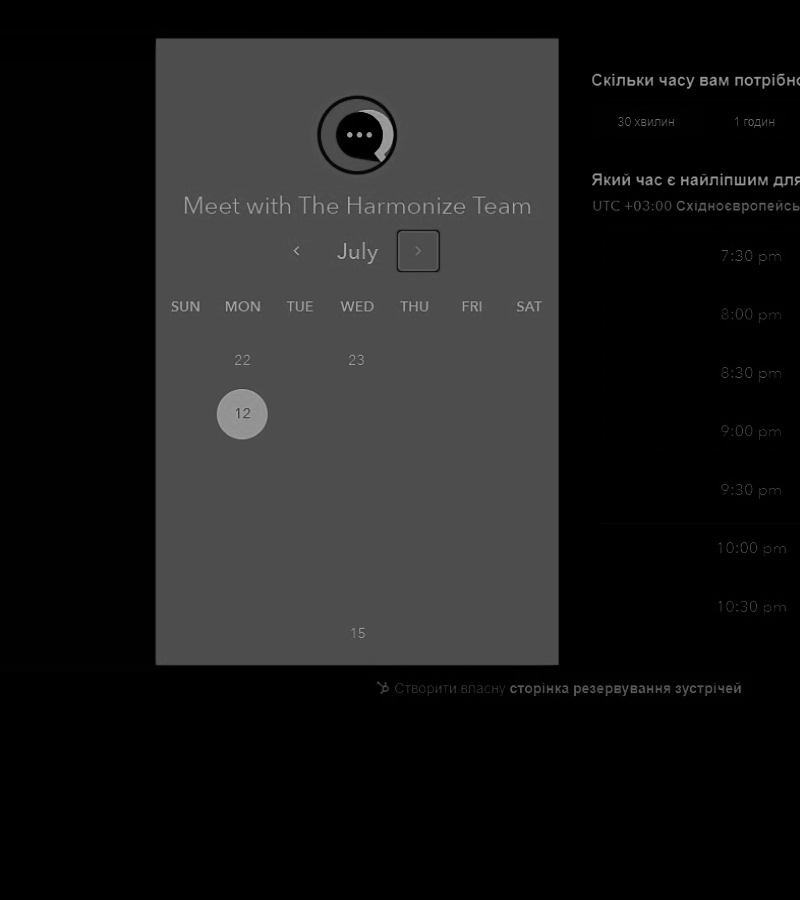 Meet with The Harmonize Team
July
SUN MON TUE WED THU FRI SAT
22 23
12
15
Скільки часу вам потрібно
30 хвилин 1 годин
Який час є найліпшим для
UTC +03:00 Східноєвропейсь
7:30 pm
8:00 pm
8:30 pm
9:00 pm
9:30 pm
10:00 pm
10:30 pm
Створити власну сторінка резервування зустрічей